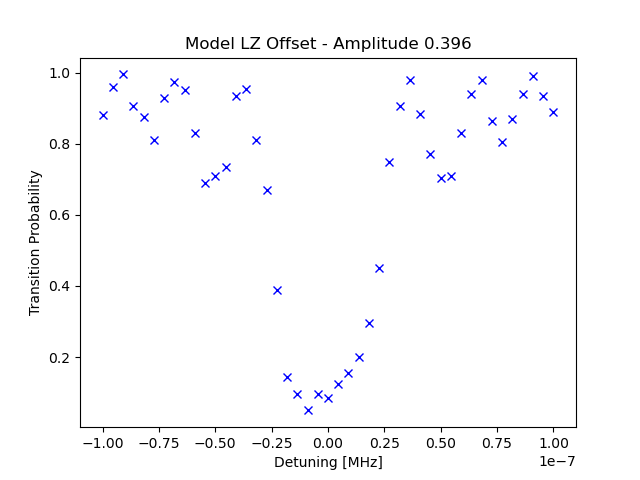 Model LZ Offset - Amplitude 0.396
1.0
0.8
0.6
0.4
0.2
Transition Probability
−1.00 −0.75 −0.50 −0.25 0.00 0.25 0.50 0.75 1.00
1e−7
Detuning [MHz]